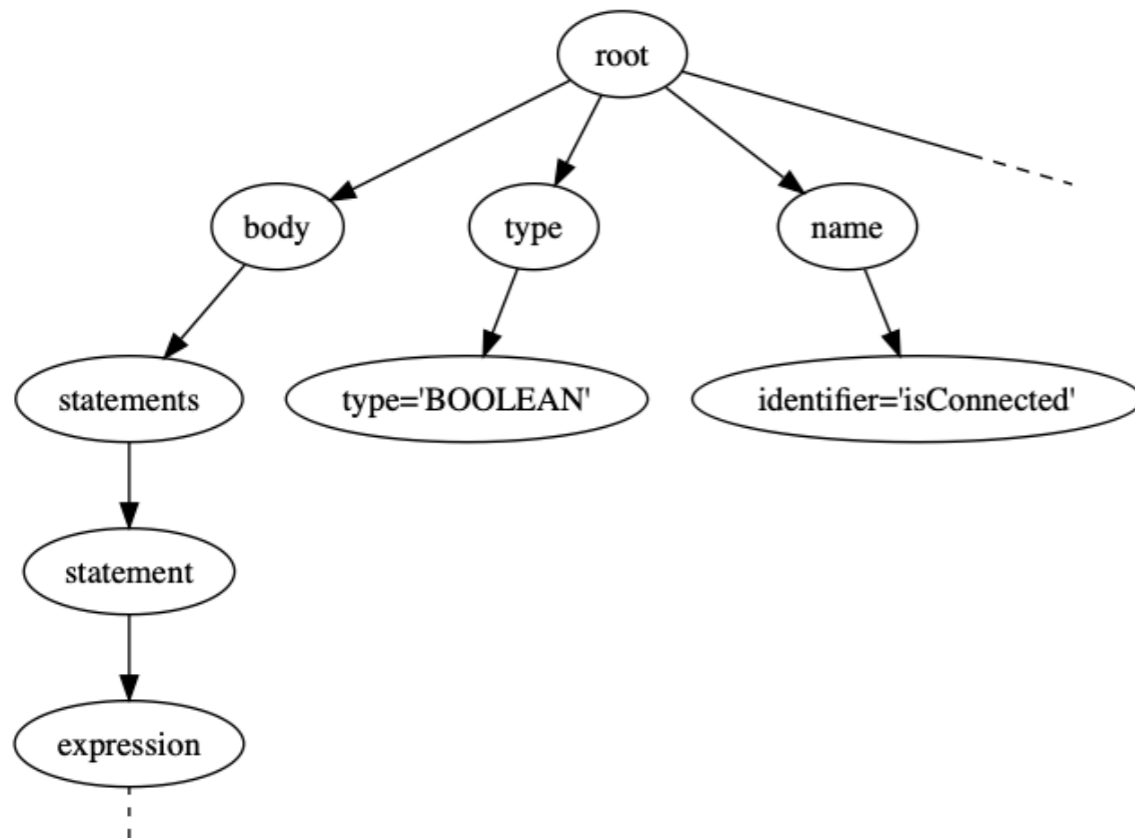 root
body
type
name
statements
type='BOOLEAN'
identifier='isConnected'
statement
expression